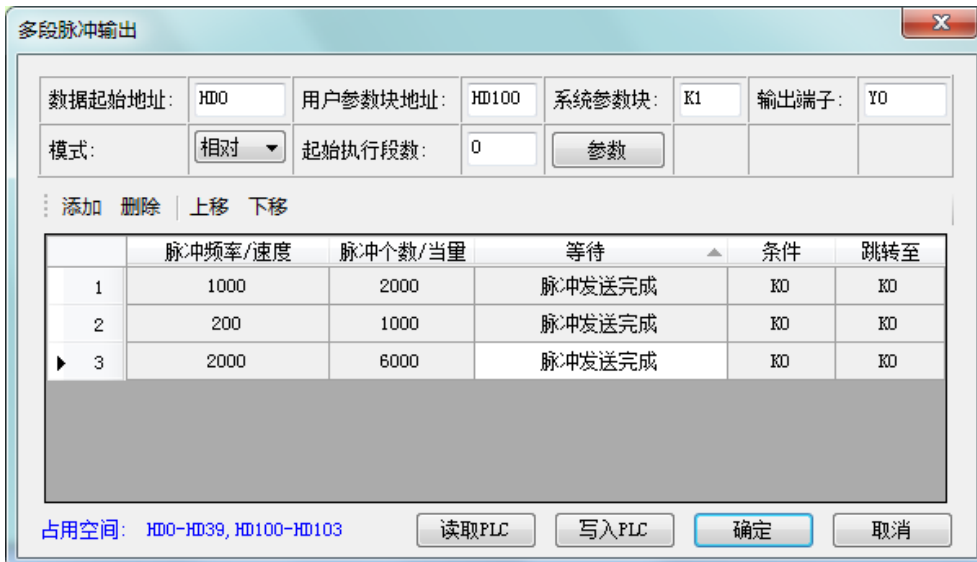 多段脉冲输出
数据起始地址: HD0 用户参数块地址: HD100 系统参数块: K1 输出端子: Y0
模式: 相对 起始执行段数: 0 参数
添加 删除 上移 下移
脉冲频率/速度 脉冲个数/当量 等待 条件 跳转至
1 1000 2000 脉冲发送完成 K0 K0
2 200 1000 脉冲发送完成 K0 K0
3 2000 6000 脉冲发送完成 K0 K0
占用空间: HD0-HD39,HD100-HD103 读取PLC 写入PLC 确定 取消